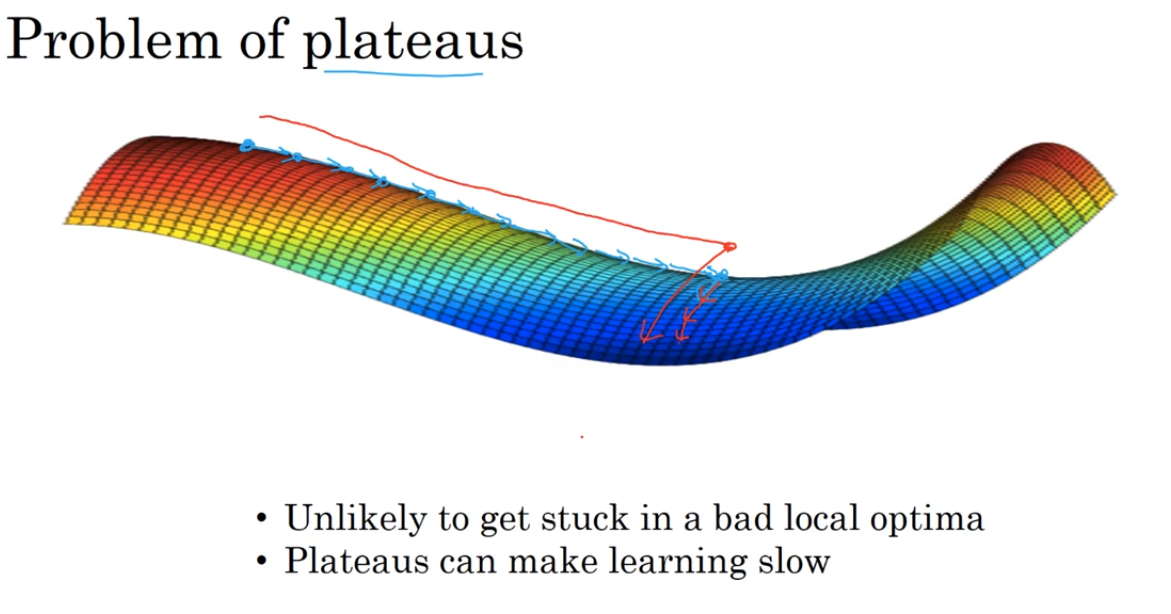 Problem of plateaus
• Unlikely to get stuck in a bad local optima
• Plateaus can make learning slow